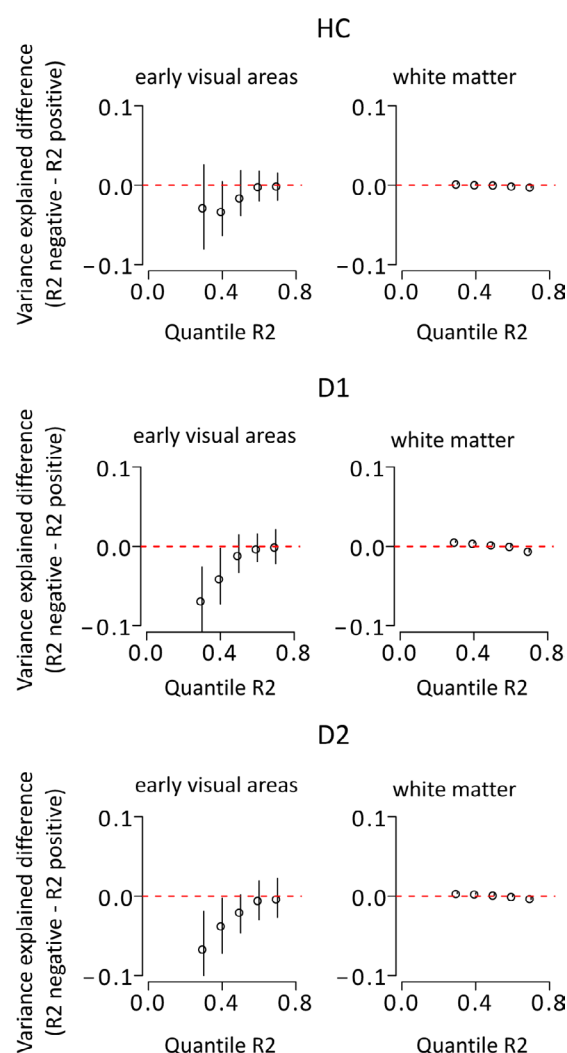 HC
early visual areas
white matter
Variance explained difference
(R2 negative - R2 positive)
0.1
0.0
−0.1
0.0 0.4 0.8
Quantile R2
0.1
0.0
−0.1
0.0 0.4 0.8
Quantile R2
D1
early visual areas
white matter
Variance explained difference
(R2 negative - R2 positive)
0.1
0.0
−0.1
0.0 0.4 0.8
Quantile R2
0.1
0.0
−0.1
0.0 0.4 0.8
Quantile R2
D2
early visual areas
white matter
Variance explained difference
(R2 negative - R2 positive)
0.1
0.0
−0.1
0.0 0.4 0.8
Quantile R2
0.1
0.0
−0.1
0.0 0.4 0.8
Quantile R2